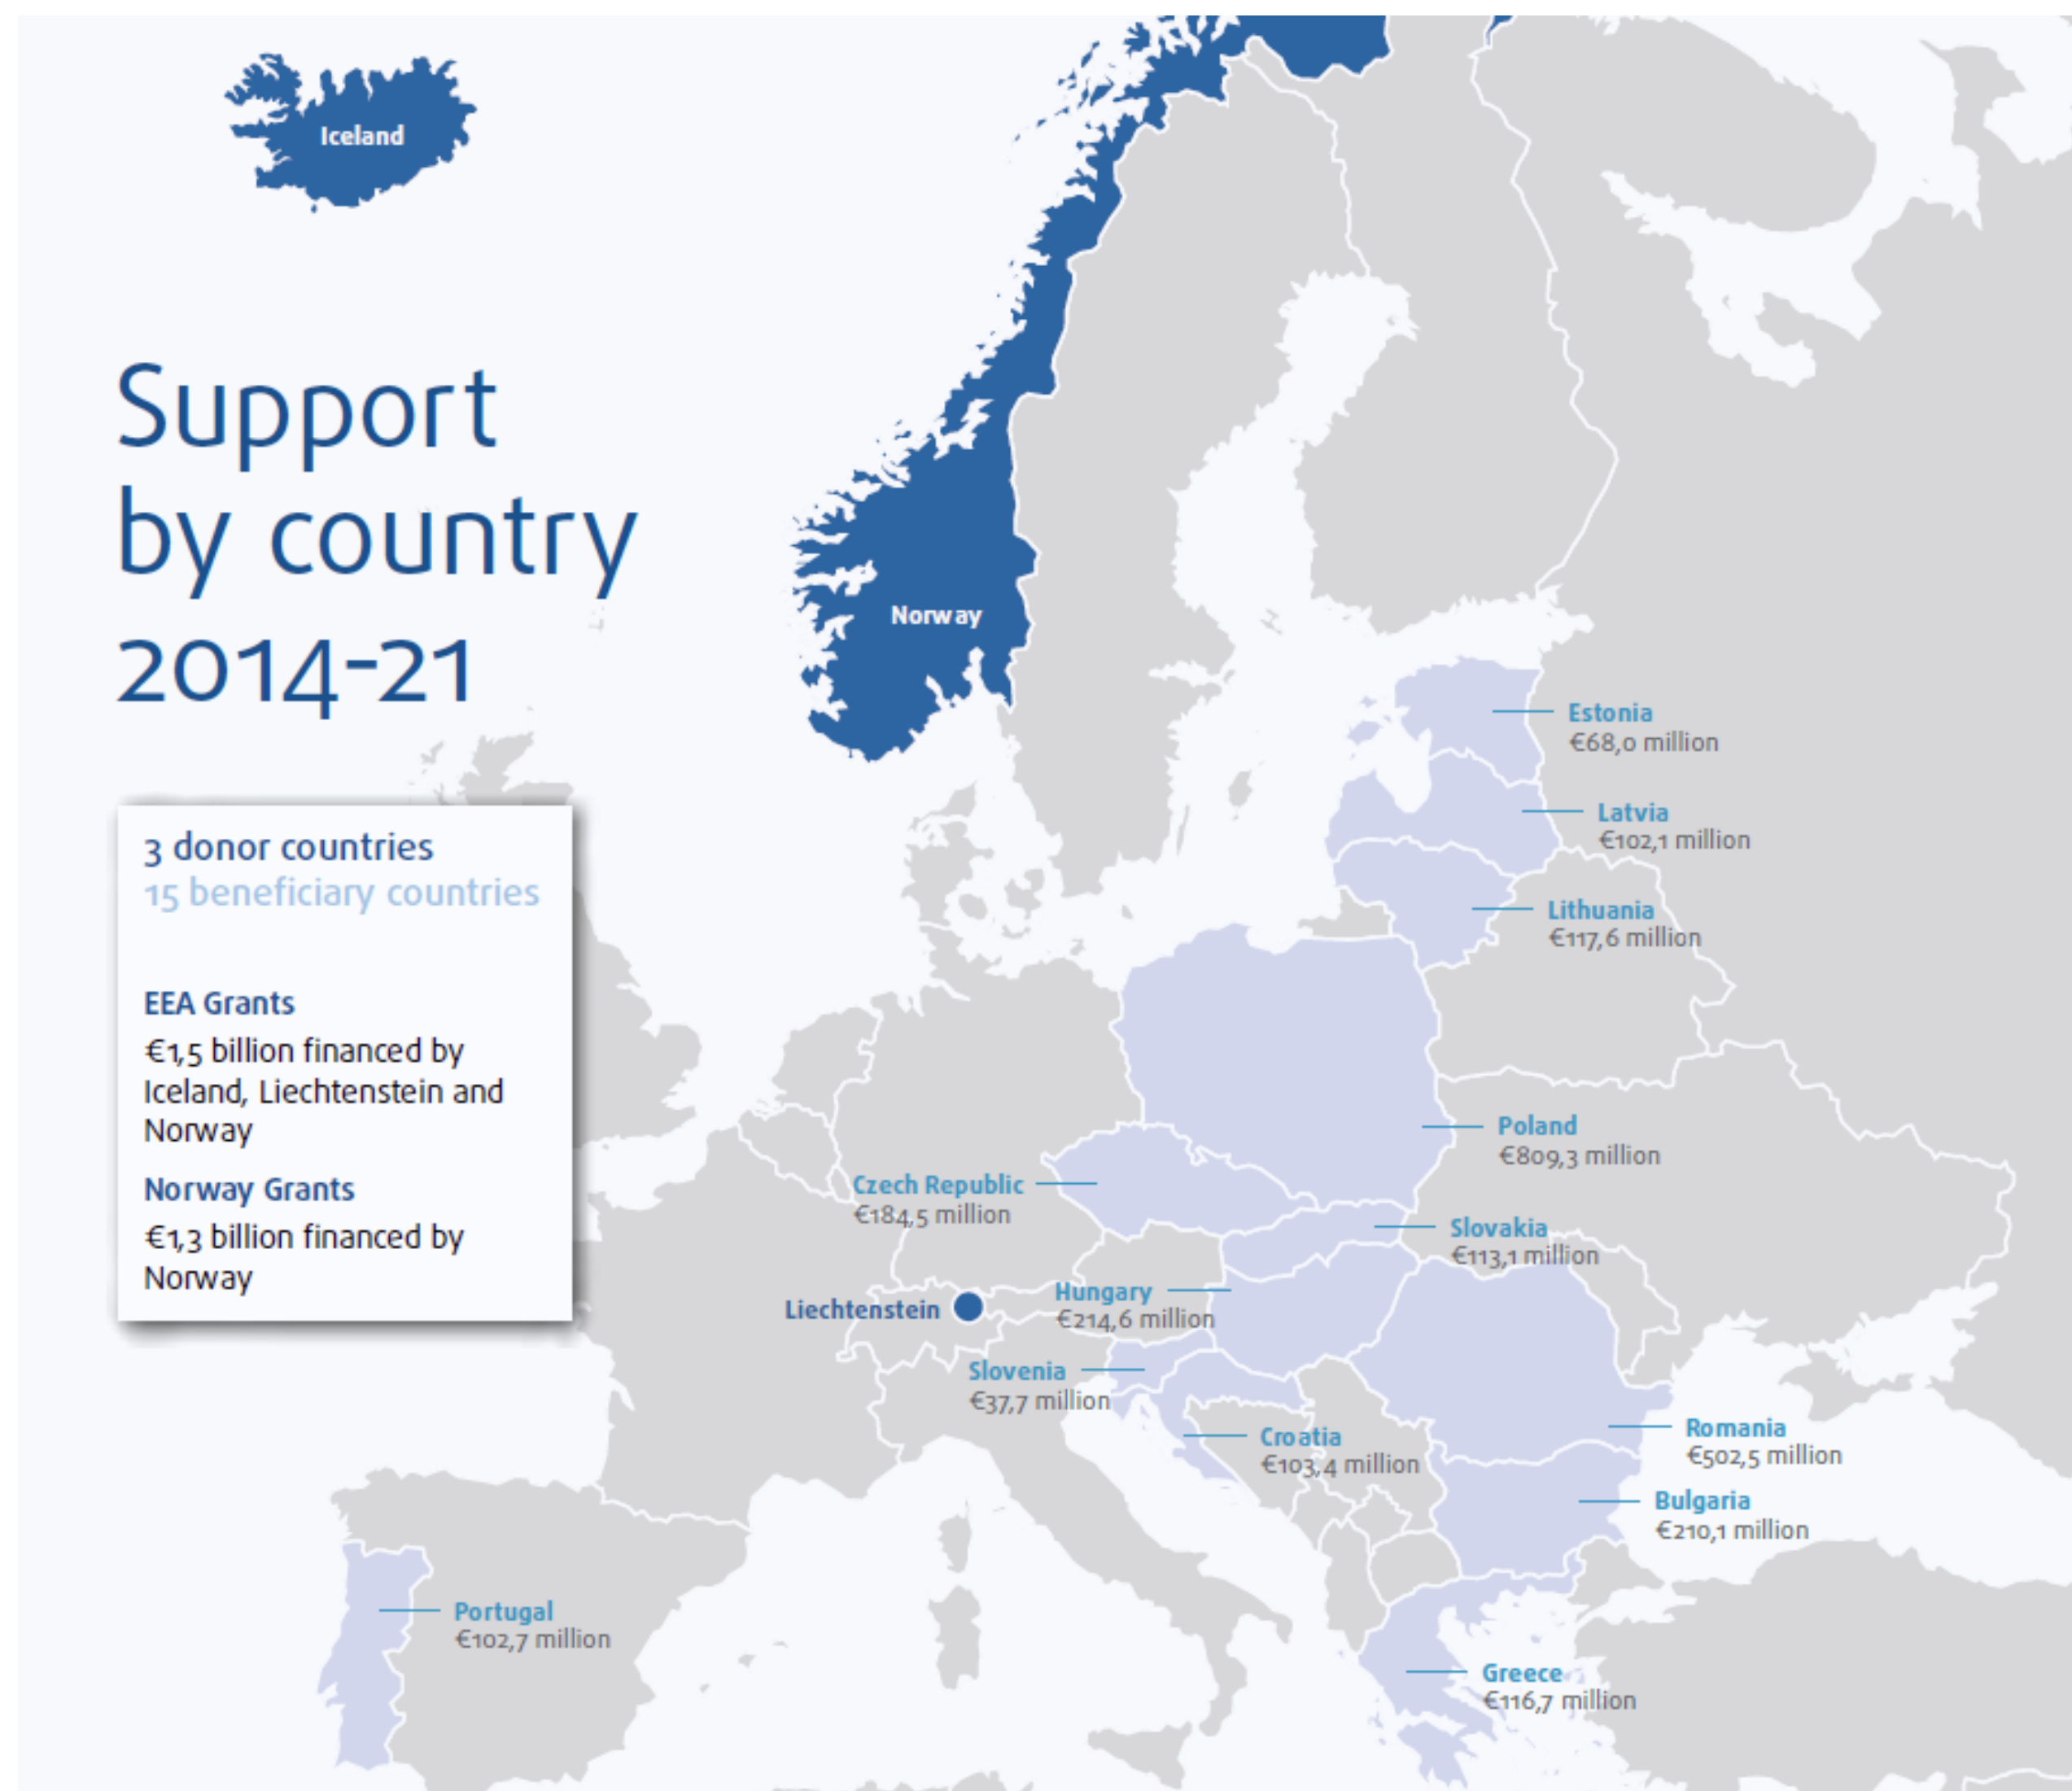 Iceland
Support
by country
2014-21
Norway
3 donor countries
15 beneficiary countries
EEA Grants
€1,5 billion financed by
Iceland, Liechtenstein and
Norway
Norway Grants
€1,3 billion financed by
Norway
Estonia
€68,0 million
Latvia
€102,1 million
Lithuania
€117,6 million
Poland
€809,3 million
Czech Republic
€184,5 million
Slovakia
€113,1 million
Hungary
€214,6 million
Liechtenstein
Slovenia
€37,7 million
Croatia
€103,4 million
Romania
€502,5 million
Bulgaria
€210,1 million
Portugal
€102,7 million
Greece
€116,7 million